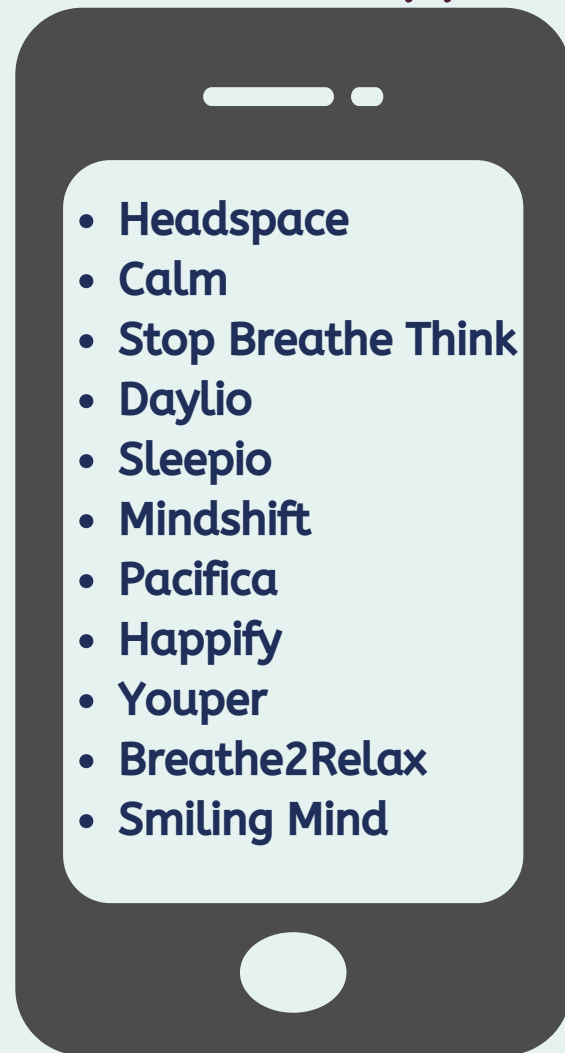 • Headspace
• Calm
• Stop Breathe Think
• Daylio
• Sleepio
• Mindshift
• Pacifica
• Happify
• Youper
• Breathe2Relax
• Smiling Mind